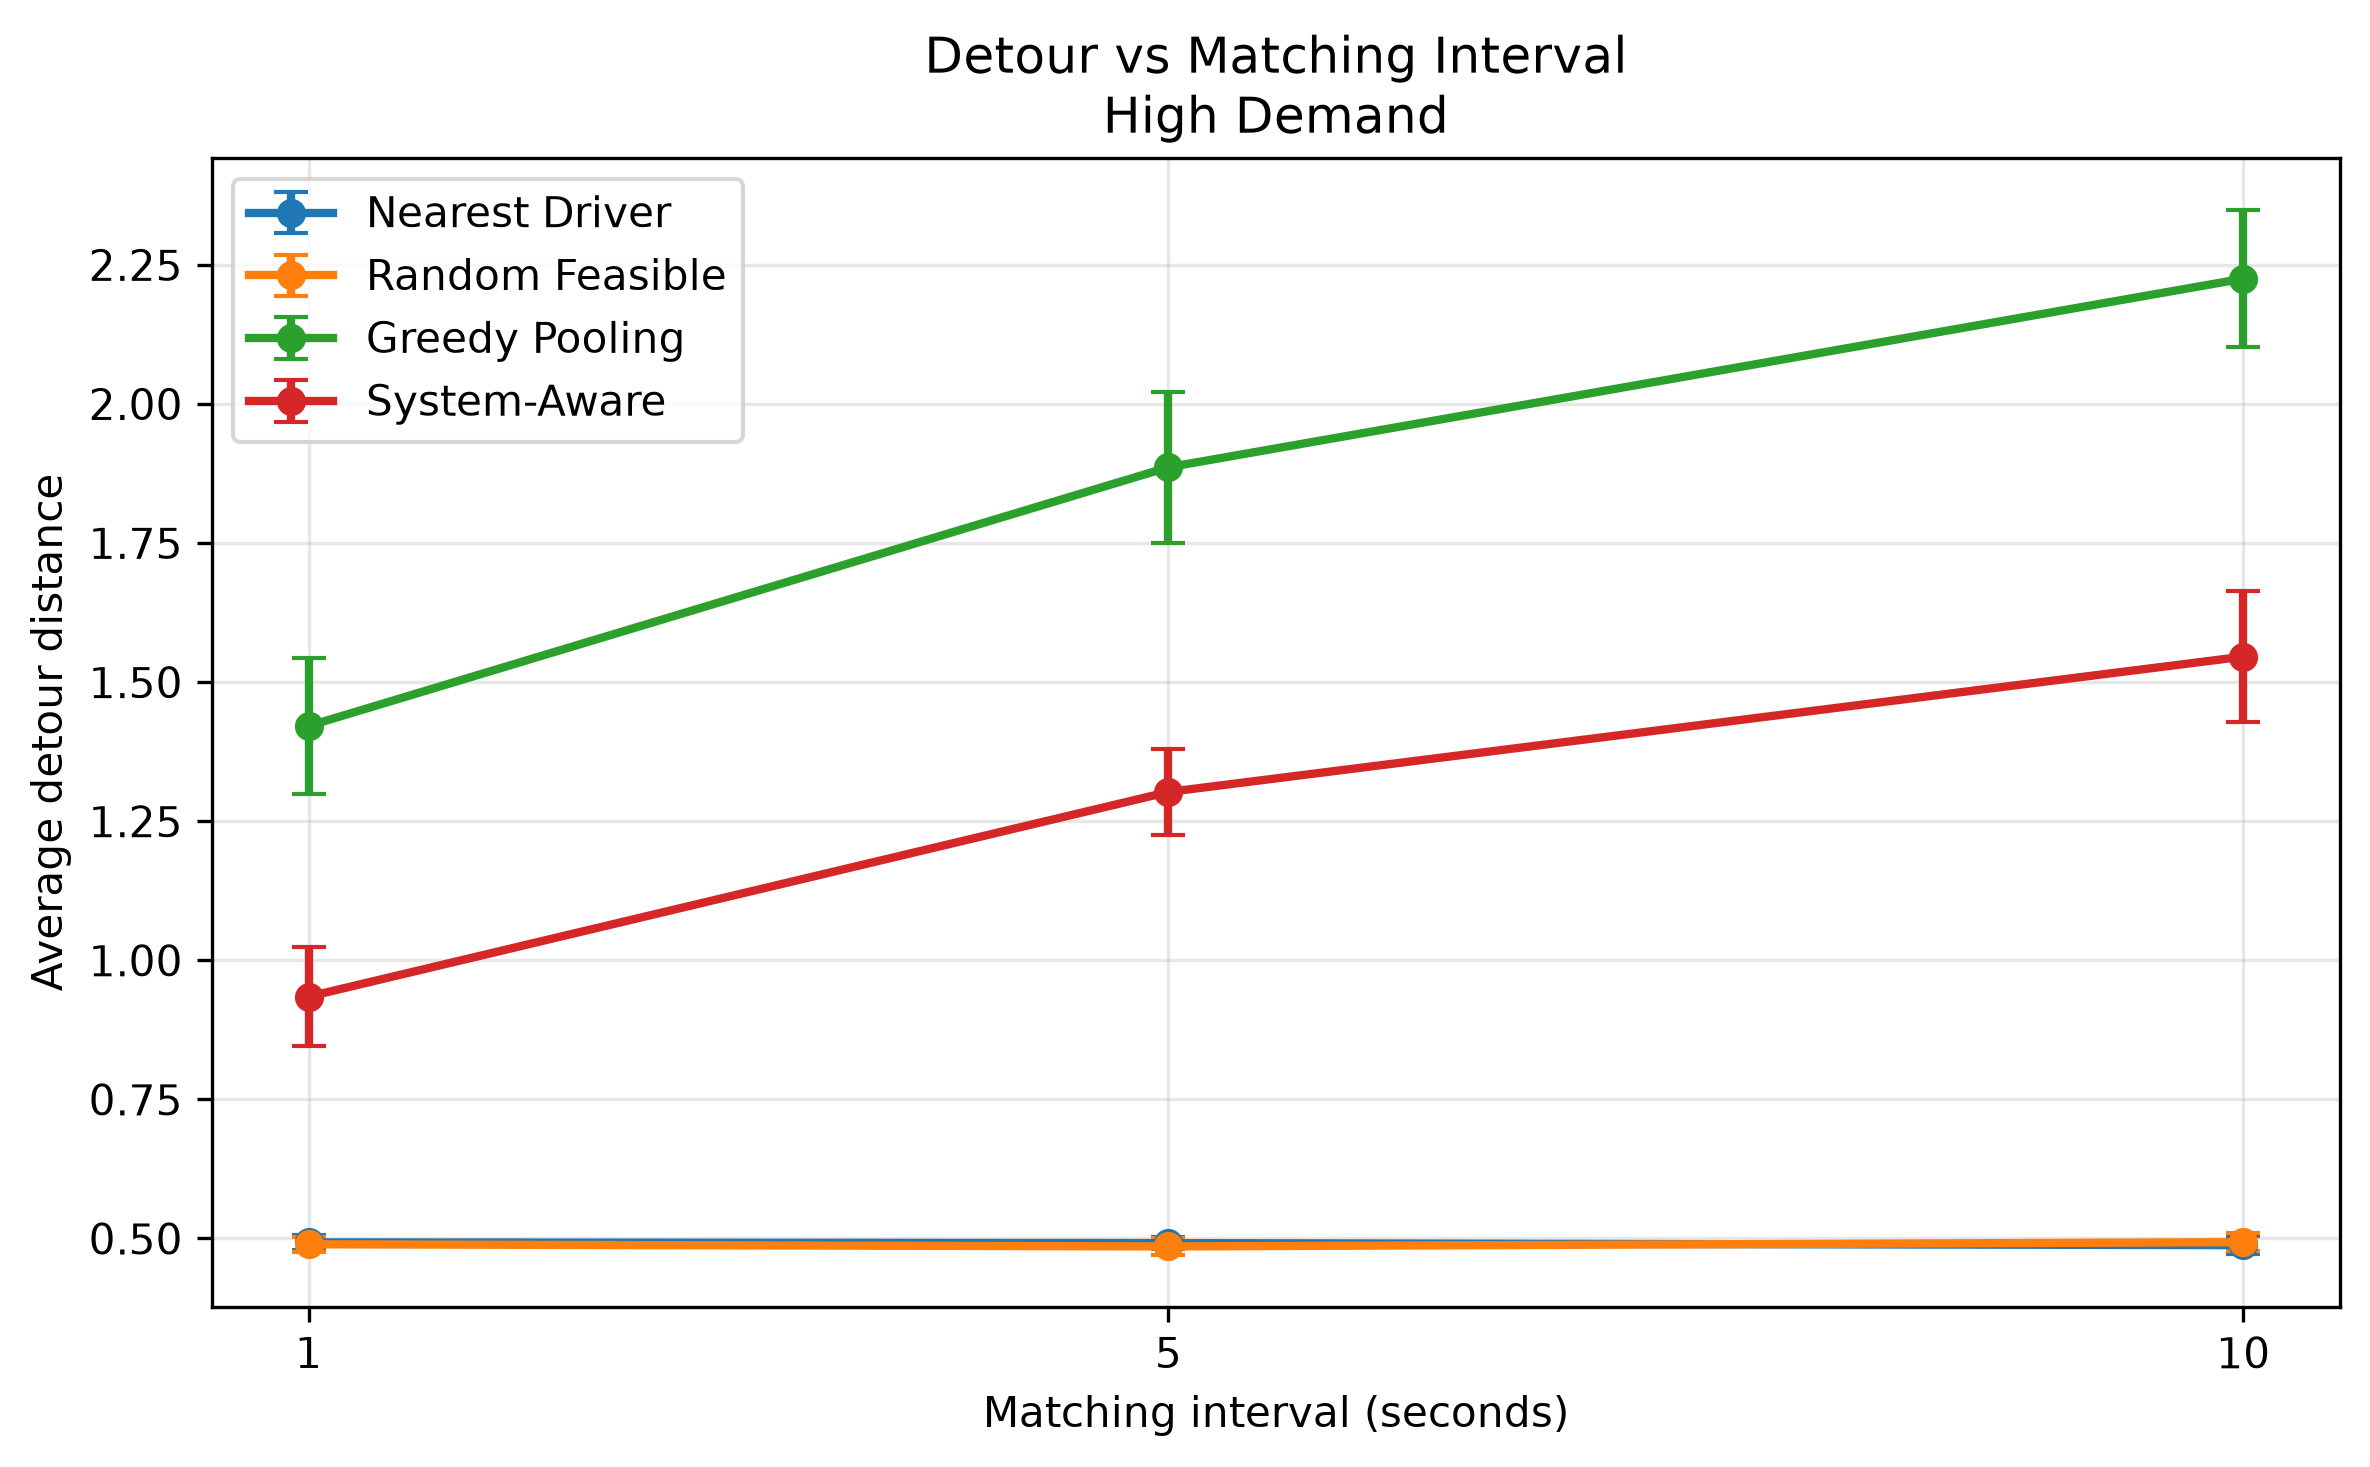 Detour vs Matching Interval
High Demand
Nearest Driver
Random Feasible
Greedy Pooling
System-Aware
Average detour distance
2.25
2.00
1.75
1.50
1.25
1.00
0.75
0.50
1
5
10
Matching interval (seconds)